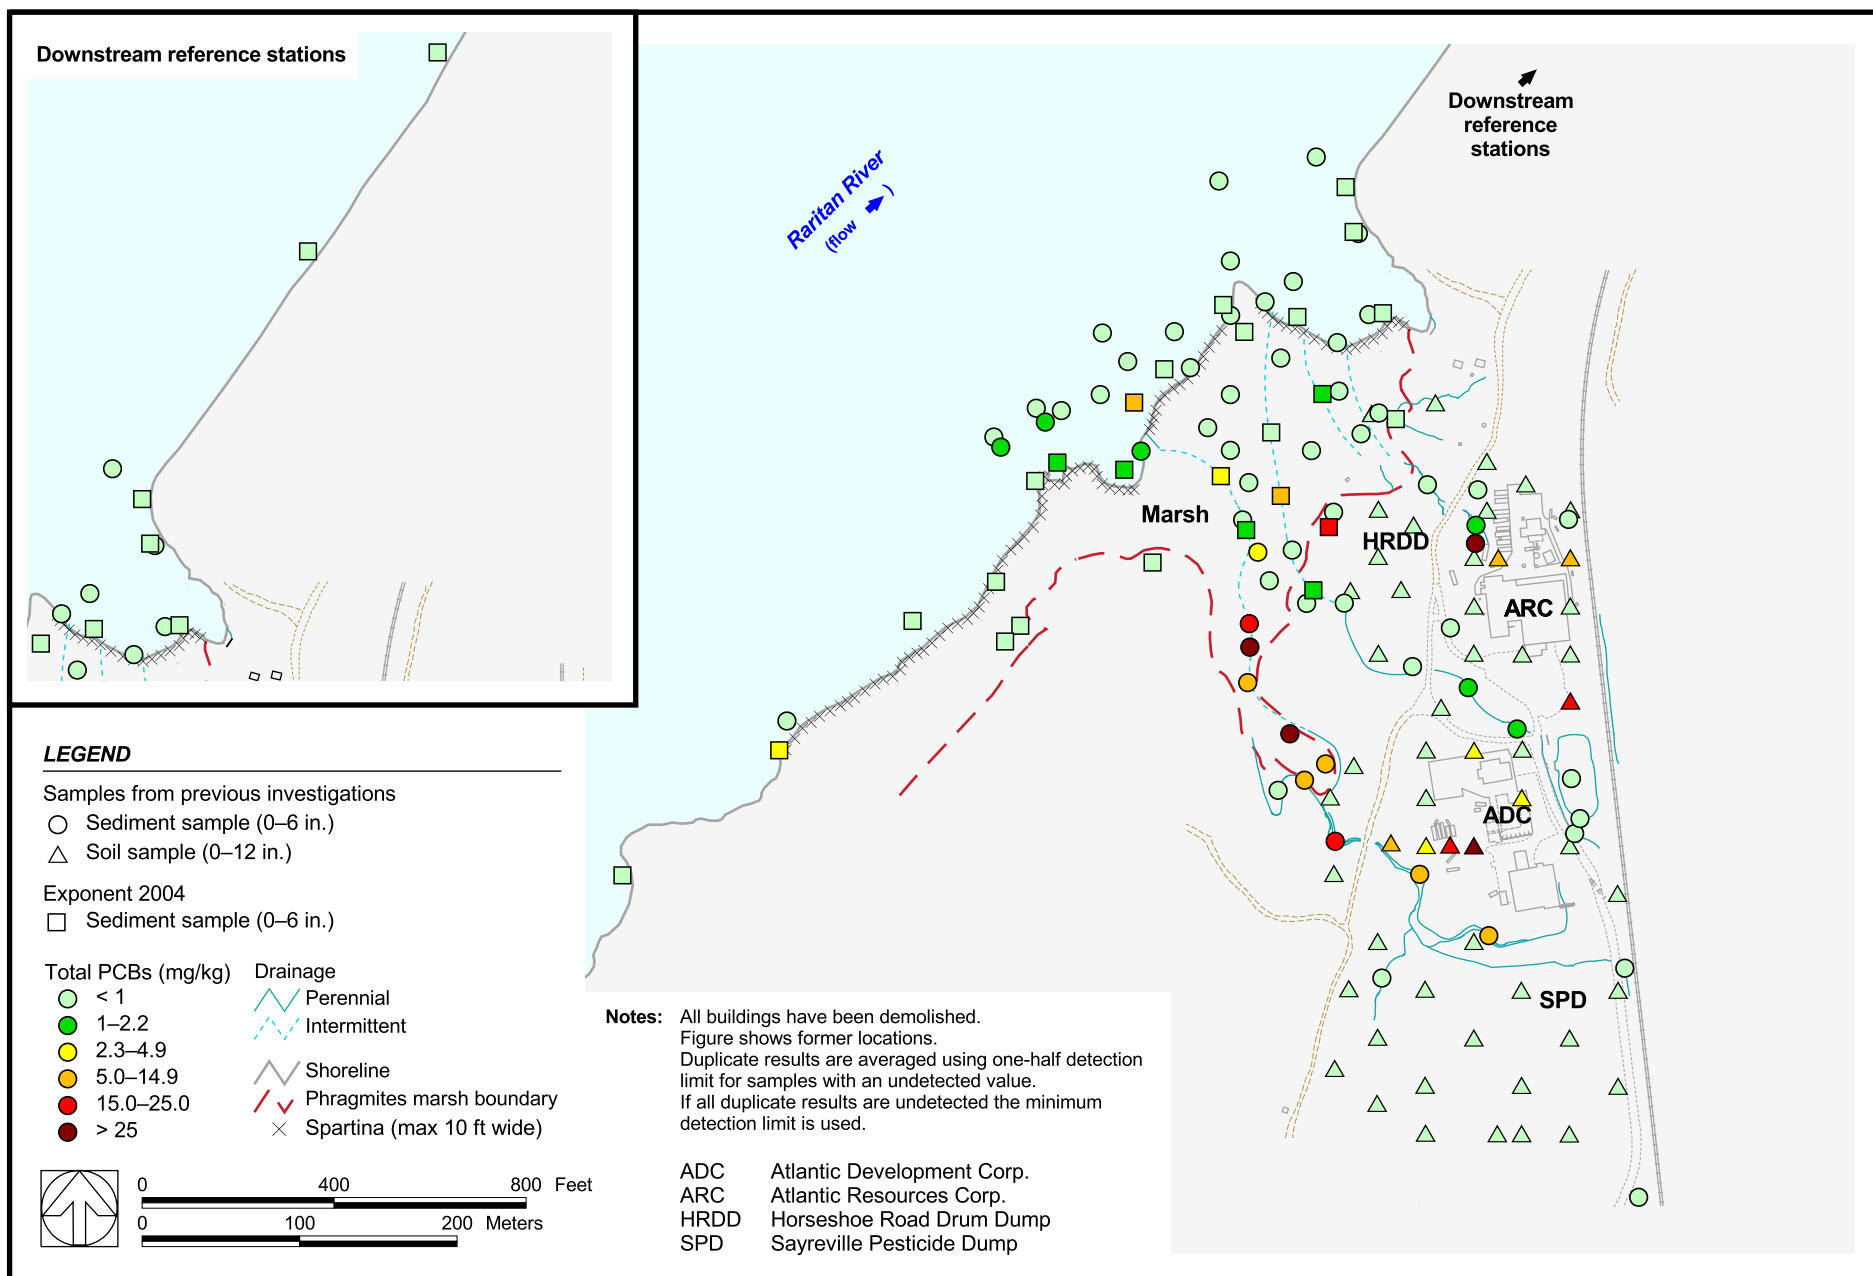 Downstream reference stations
Downstream
reference
stations
Raritan River
(flow )
Marsh
HRDD
ARC
ADC
SPD
LEGEND
Samples from previous investigations
Sediment sample (0–6 in.)
Soil sample (0–12 in.)
Exponent 2004
Sediment sample (0–6 in.)
Total PCBs (mg/kg)
< 1
1–2.2
2.3–4.9
5.0–14.9
15.0–25.0
> 25
Drainage
Perennial
Intermittent
Shoreline
Phragmites marsh boundary
Spartina (max 10 ft wide)
0 400 800 Feet
0 100 200 Meters
Notes: All buildings have been demolished.
Figure shows former locations.
Duplicate results are averaged using one-half detection
limit for samples with an undetected value.
If all duplicate results are undetected the minimum
detection limit is used.
ADC Atlantic Development Corp.
ARC Atlantic Resources Corp.
HRDD Horseshoe Road Drum Dump
SPD Sayreville Pesticide Dump